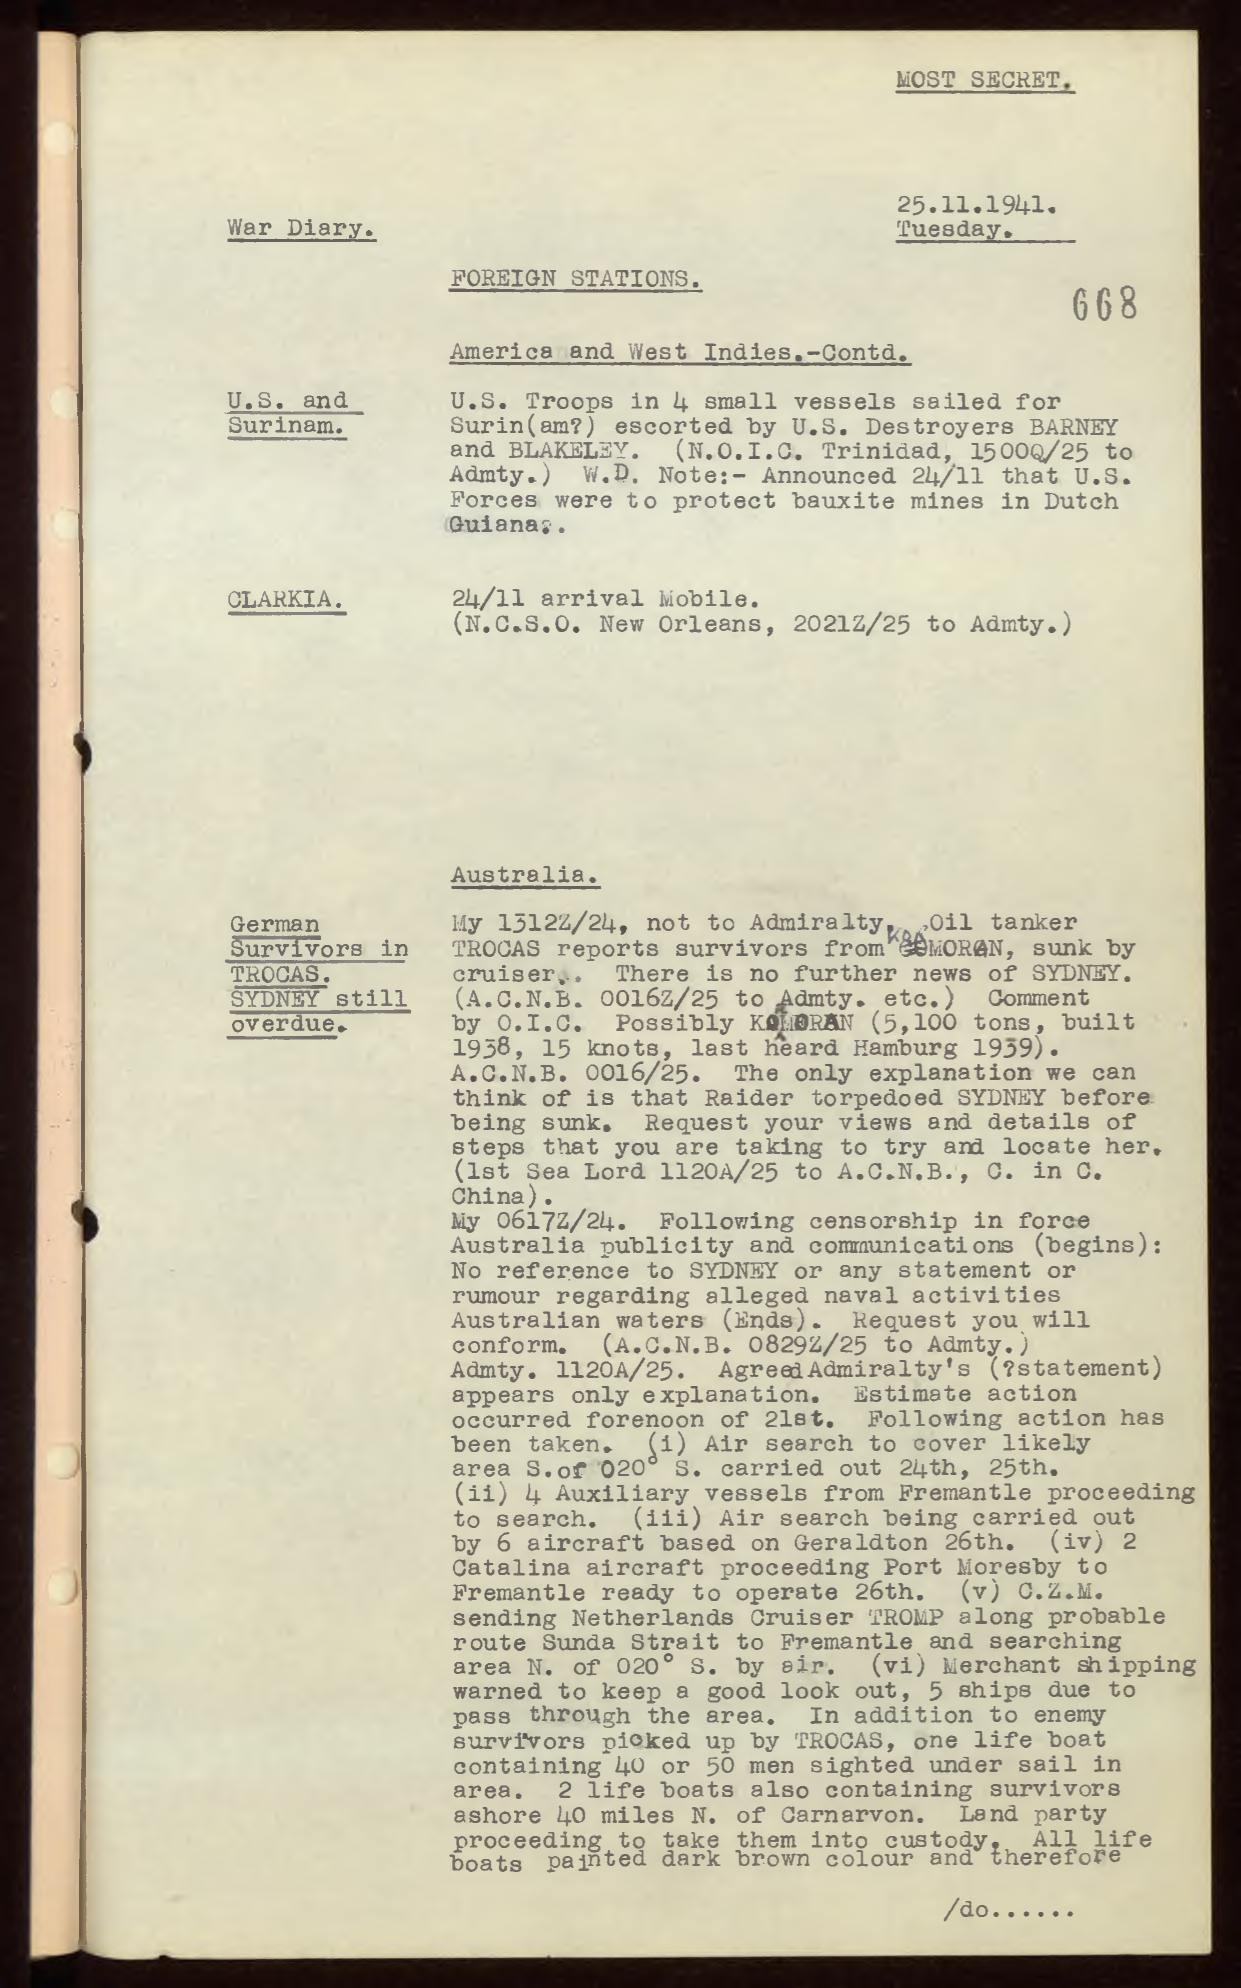 MOST SECRET.
25.11.1941.
War Diary.
Tuesday.
FOREIGN STATIONS.
668
America and West Indies.-Contd.
U.S. and
Surinam.
U.S. Troops in 4 small vessels sailed for
Surin(am?) escorted by U.S. Destroyers BARNEY
and BLAKELEY. (N.O.I.C. Trinidad, 1500Q/25 to
Admty.) W.D. Note:- Announced 24/11 that U.S.
Forces were to protect bauxite mines in Dutch
Guiana..
CLARKIA.
24/11 arrival Mobile.
(N.C.S.O. New Orleans, 2021Z/25 to Admty.)
Australia.
German
Survivors in
TROCAS.
SYDNEY still
overdue.
My 1312Z/24, not to Admiralty. Oil tanker
TROCAS reports survivors from KORMORAN, sunk by
cruiser.. There is no further news of SYDNEY.
(A.C.N.B. 0016Z/25 to Admty. etc.) Comment
by O.I.C. Possibly KORMORAN (5,100 tons, built
1938, 15 knots, last heard Hamburg 1939).
A.C.N.B. 0016/25. The only explanation we can
think of is that Raider torpedoed SYDNEY before
being sunk. Request your views and details of
steps that you are taking to try and locate her.
(1st Sea Lord 1120A/25 to A.C.N.B., C. in C.
China).
My 0617Z/24. Following censorship in force
Australia publicity and communications (begins):
No reference to SYDNEY or any statement or
rumour regarding alleged naval activities
Australian waters (Ends). Request you will
conform. (A.C.N.B. 0829Z/25 to Admty.)
Admty. 1120A/25. Agreed Admiralty's (?statement)
appears only explanation. Estimate action
occurred forenoon of 21st. Following action has
been taken. (i) Air search to cover likely
area S.of 020° S. carried out 24th, 25th.
(ii) 4 Auxiliary vessels from Fremantle proceeding
to search. (iii) Air search being carried out
by 6 aircraft based on Geraldton 26th. (iv) 2
Catalina aircraft proceeding Port Moresby to
Fremantle ready to operate 26th. (v) C.Z.M.
sending Netherlands Cruiser TROMP along probable
route Sunda Strait to Fremantle and searching
area N. of 020° S. by air. (vi) Merchant shipping
warned to keep a good look out, 5 ships due to
pass through the area. In addition to enemy
survivors picked up by TROCAS, one life boat
containing 40 or 50 men sighted under sail in
area. 2 life boats also containing survivors
ashore 40 miles N. of Carnarvon. Land party
proceeding to take them into custody. All life
boats painted dark brown colour and therefore
/do......